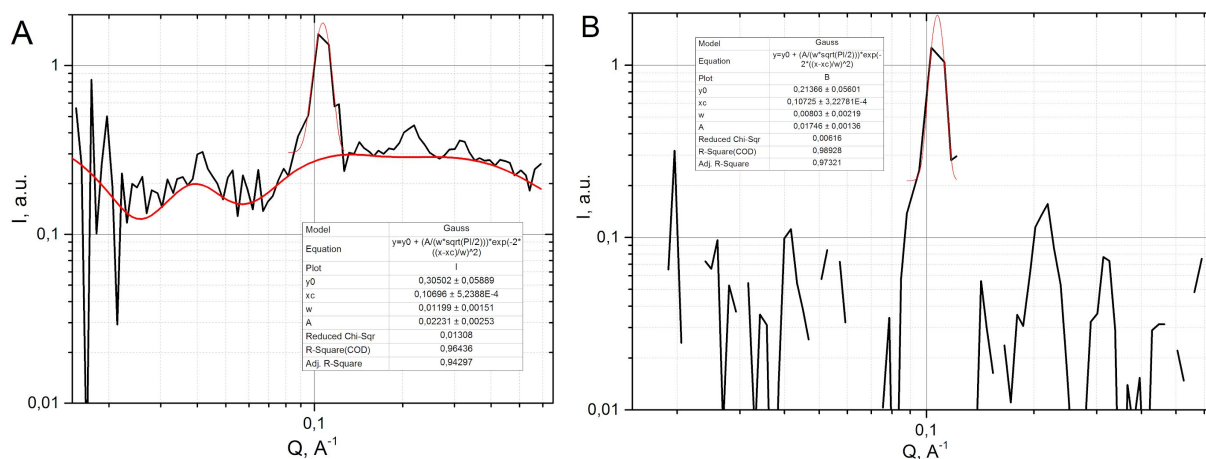 A
I, a.u.
1
0,1
0,01
0,1
Q, A⁻¹
Model Gauss
Equation y=y0 + (A/(w*sqrt(PI/2)))*exp(-2*
((x-xc)/w)^2)
Plot I
y0 0,30502 ± 0,05889
xc 0,10696 ± 5,2388E-4
w 0,01199 ± 0,00151
A 0,02231 ± 0,00253
Reduced Chi-Sqr 0,01308
R-Square(COD) 0,96436
Adj. R-Square 0,94297
B
I, a.u.
1
0,1
0,01
0,1
Q, A⁻¹
Model Gauss
Equation y=y0 + (A/(w*sqrt(PI/2)))*exp(-
2*((x-xc)/w)^2)
Plot B
y0 0,21366 ± 0,05601
xc 0,10725 ± 3,22781E-4
w 0,00803 ± 0,00219
A 0,01746 ± 0,00136
Reduced Chi-Sqr 0,00616
R-Square(COD) 0,98928
Adj. R-Square 0,97321